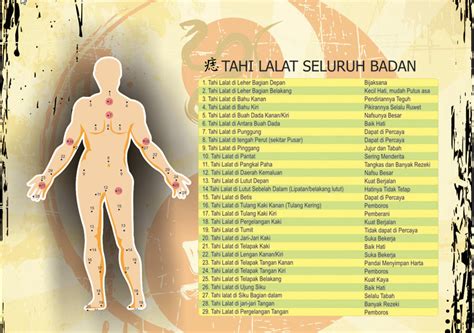 痣 TAHI LALAT SELURUH BADAN
1. Tahi Lalat di Leher Bagian Depan Bijaksana
2. Tahi Lalat di Leher Bagian Belakang Kecil Hati, mudah Putus asa
3. Tahi Lalat di Bahu Kanan Pendiriannya Teguh
4. Tahi Lalat di Bahu Kiri Pikirannya Selalu Ruwet
5. Tahi Lalat di Buah Dada Kanan/Kiri Nafsunya Besar
6. Tahi Lalat di Antara Buah Dada Baik Hati
7. Tahi Lalat di Punggung Dapat di Percaya
8. Tahi Lalat di tengah Perut (sekitar Pusar) Dapat di Percaya
9. Tahi Lalat di Pinggang Jujur dan Tabah
10. Tahi Lalat di Pantat Sering Menderita
11. Tahi Lalat di Pangkal Paha Tangkas dan Banyak Rezeki
12. Tahi Lalat di Daerah Kemaluan Nafsu Besar
13. Tahi Lalat di Lutut Depan Kuat Berjalan
14. Tahi Lalat di Lutut Sebelah Dalam (Lipatan/belakang lutut) Hatinya Tidak Tetap
15. Tahi Lalat di Betis Dapat di Percaya
16. Tahi Lalat di Tulang Kaki Kanan (Tulang Kering) Pemboros
17. Tahi Lalat di Tulang Kaki Kiri Pemboros
18. Tahi Lalat di Pergelangan Kaki Kuat Berjalan
19. Tahi Lalat di Tumit Tidak dapat di Percaya
20. Tahi Lalat di Jari-Jari Kaki Suka Bekerja
21. Tahi Lalat di Telapak Kaki Baik Hati
22. Tahi Lalat di Lengan Kanan/Kiri Suka Bekerja
23. Tahi Lalat di Telapak Tangan Kanan Pandai Menyimpan Harta
24. Tahi Lalat di Telapak Tangan Kiri Pemboros
26. Tahi Lalat di Ujung Siku Baik Hati
27. Tahi lalat di Siku Bagian dalam Selalu Tabah
28. Tahi Lalat di jari-jari Tangan Banyak Rezeki
29. Tahi Lalat di Pergelangan Tangan Pemboros